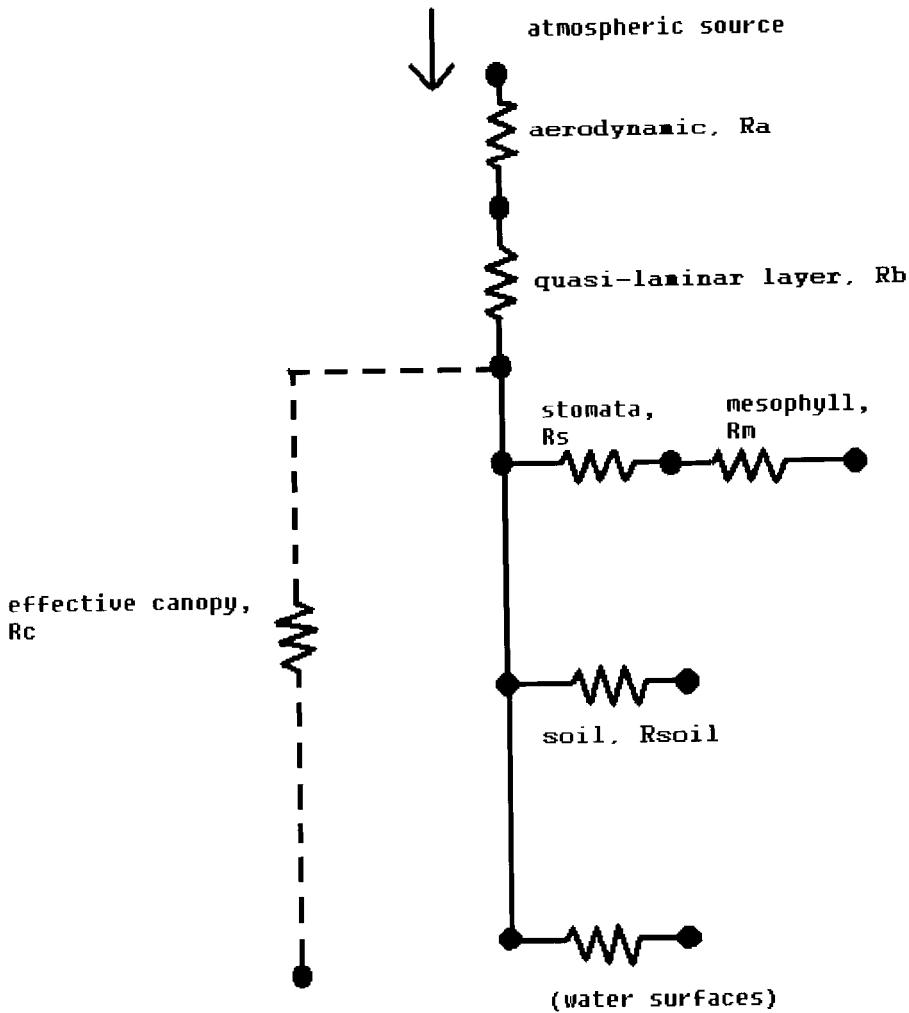 atmospheric source
aerodynamic, Ra
quasi-laminar layer, Rb
stomata,
Rs
mesophyll,
Rm
effective canopy,
Rc
soil, Rsoil
(water surfaces)